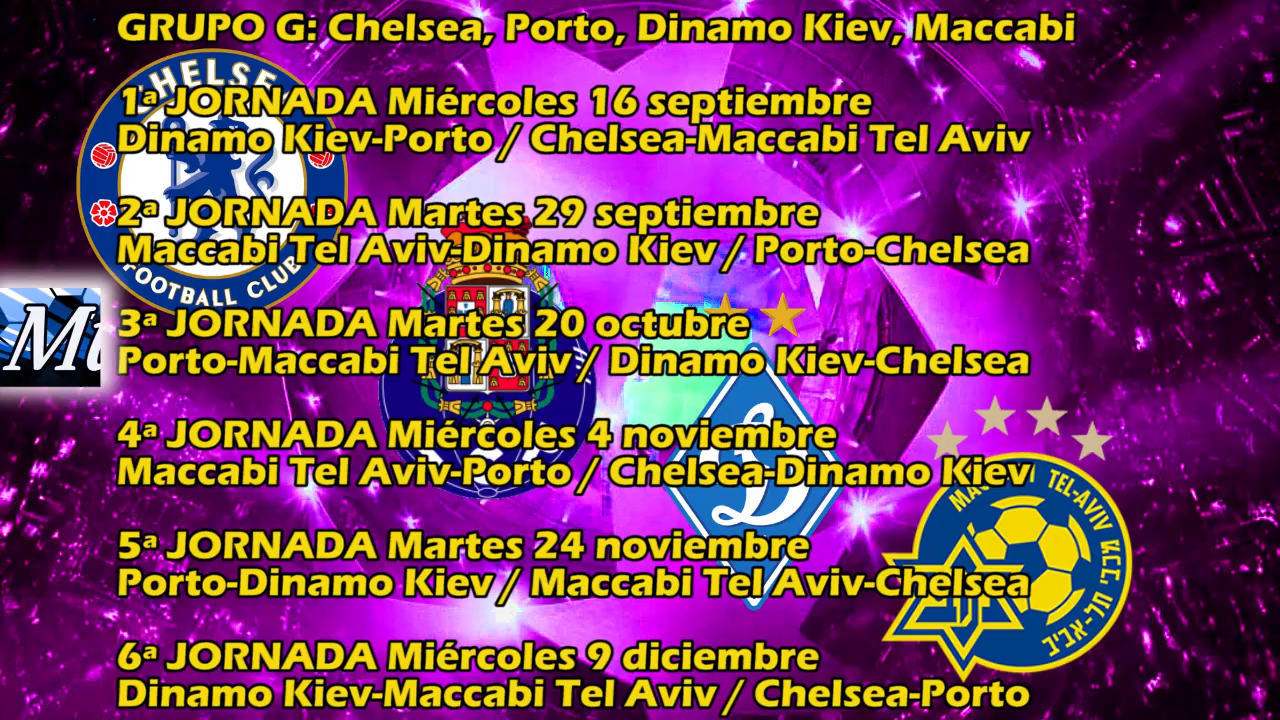 GRUPO G: Chelsea, Porto, Dinamo Kiev, Maccabi
1ª JORNADA Miércoles 16 septiembre
Dinamo Kiev-Porto / Chelsea-Maccabi Tel Aviv
2ª JORNADA Martes 29 septiembre
Maccabi Tel Aviv-Dinamo Kiev / Porto-Chelsea
3ª JORNADA Martes 20 octubre
Porto-Maccabi Tel Aviv / Dinamo Kiev-Chelsea
4ª JORNADA Miércoles 4 noviembre
Maccabi Tel Aviv-Porto / Chelsea-Dinamo Kiev
5ª JORNADA Martes 24 noviembre
Porto-Dinamo Kiev / Maccabi Tel Aviv-Chelsea
6ª JORNADA Miércoles 9 diciembre
Dinamo Kiev-Maccabi Tel Aviv / Chelsea-Porto
FOOTBALL CLUB
TEL-AVIV